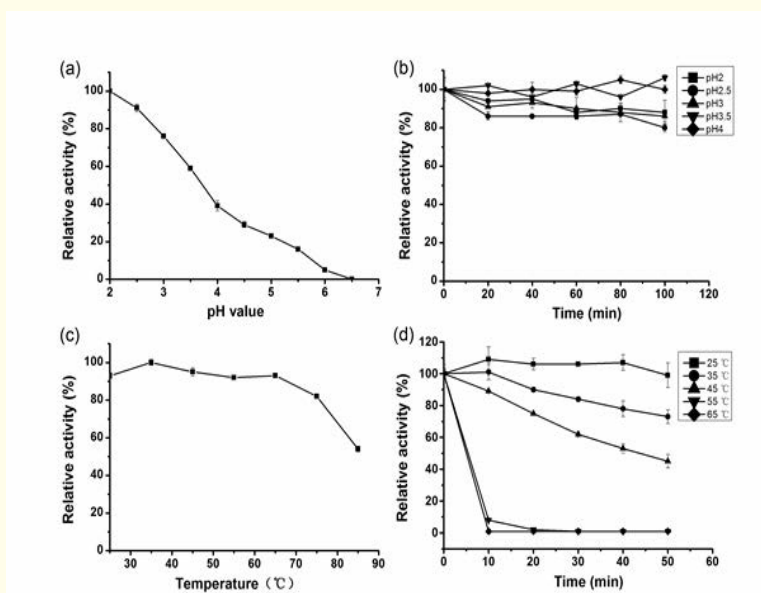 (a)
Relative activity (%)
100
80
60
40
20
0
2 3 4 5 6 7
pH value
(b)
Relative activity (%)
100
80
60
40
20
0
0 20 40 60 80 100 120
Time (min)
pH2
pH2.5
pH3
pH3.5
pH4
(c)
Relative activity (%)
100
80
60
40
20
0
30 40 50 60 70 80 90
Temperature（℃）
(d)
Relative activity (%)
120
100
80
60
40
20
0
0 10 20 30 40 50 60
Time (min)
25 ℃
35 ℃
45 ℃
55 ℃
65 ℃